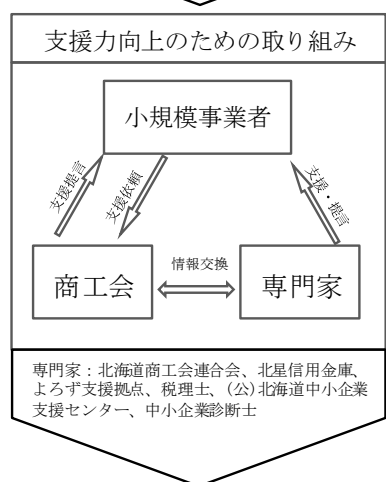 支援力向上のための取り組み
小規模事業者
支援提言
支援依頼
支援・提言
商工会
情報交換
専門家
専門家：北海道商工会連合会、北星信用金庫、
よろず支援拠点、税理士、(公)北海道中小企業
支援センター、中小企業診断士